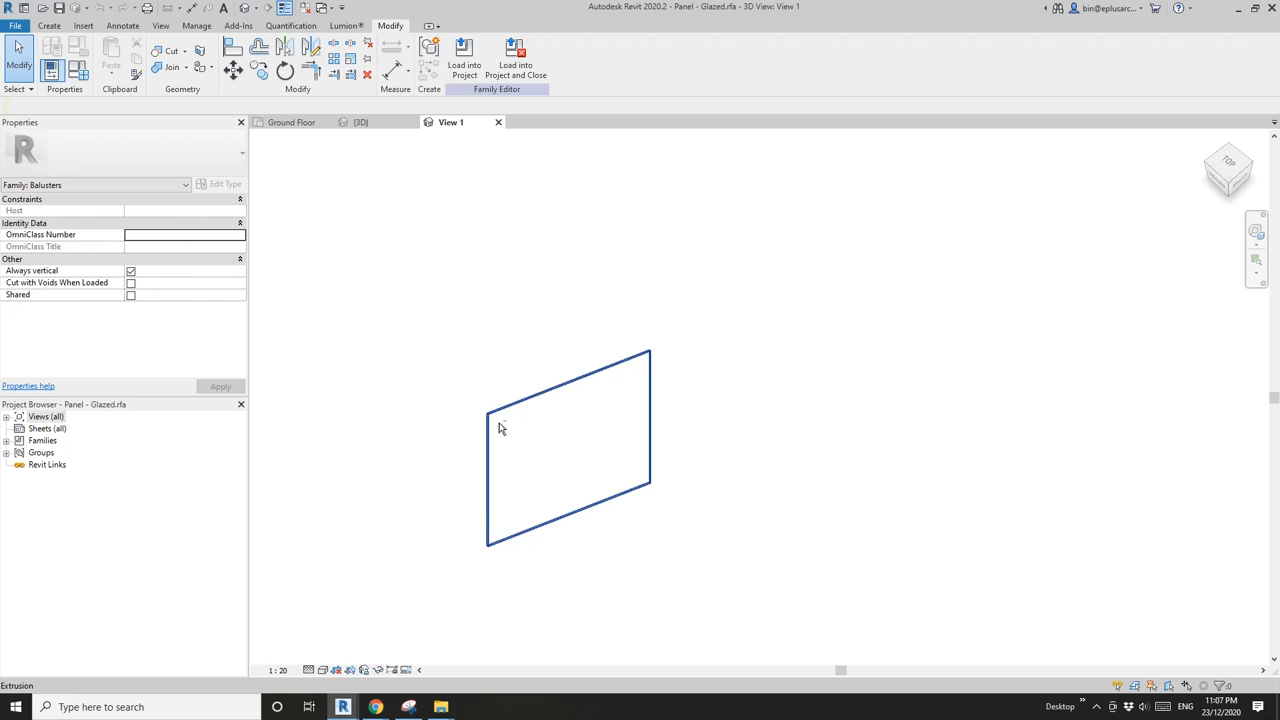 Autodesk Revit 2020.2 - Panel - Glazed.rfa - 3D View: View 1
bin@eplusarc...
File Create Insert Annotate View Manage Add-Ins Quantification Lumion® Modify
Modify
Paste
Cut
Join
Load into Project
Load into Project and Close
Select Properties Clipboard Geometry Modify Measure Create Family Editor
Properties
Ground Floor
{3D}
View 1
TOP
Family: Balusters
Edit Type
Constraints
Host
Identity Data
OmniClass Number
OmniClass Title
Other
Always vertical
Cut with Voids When Loaded
Shared
Properties help
Apply
Project Browser - Panel - Glazed.rfa
Views (all)
Sheets (all)
Families
Groups
Revit Links
1 : 20
Extrusion
:0
Type here to search
Desktop
ENG
11:07 PM
23/12/2020